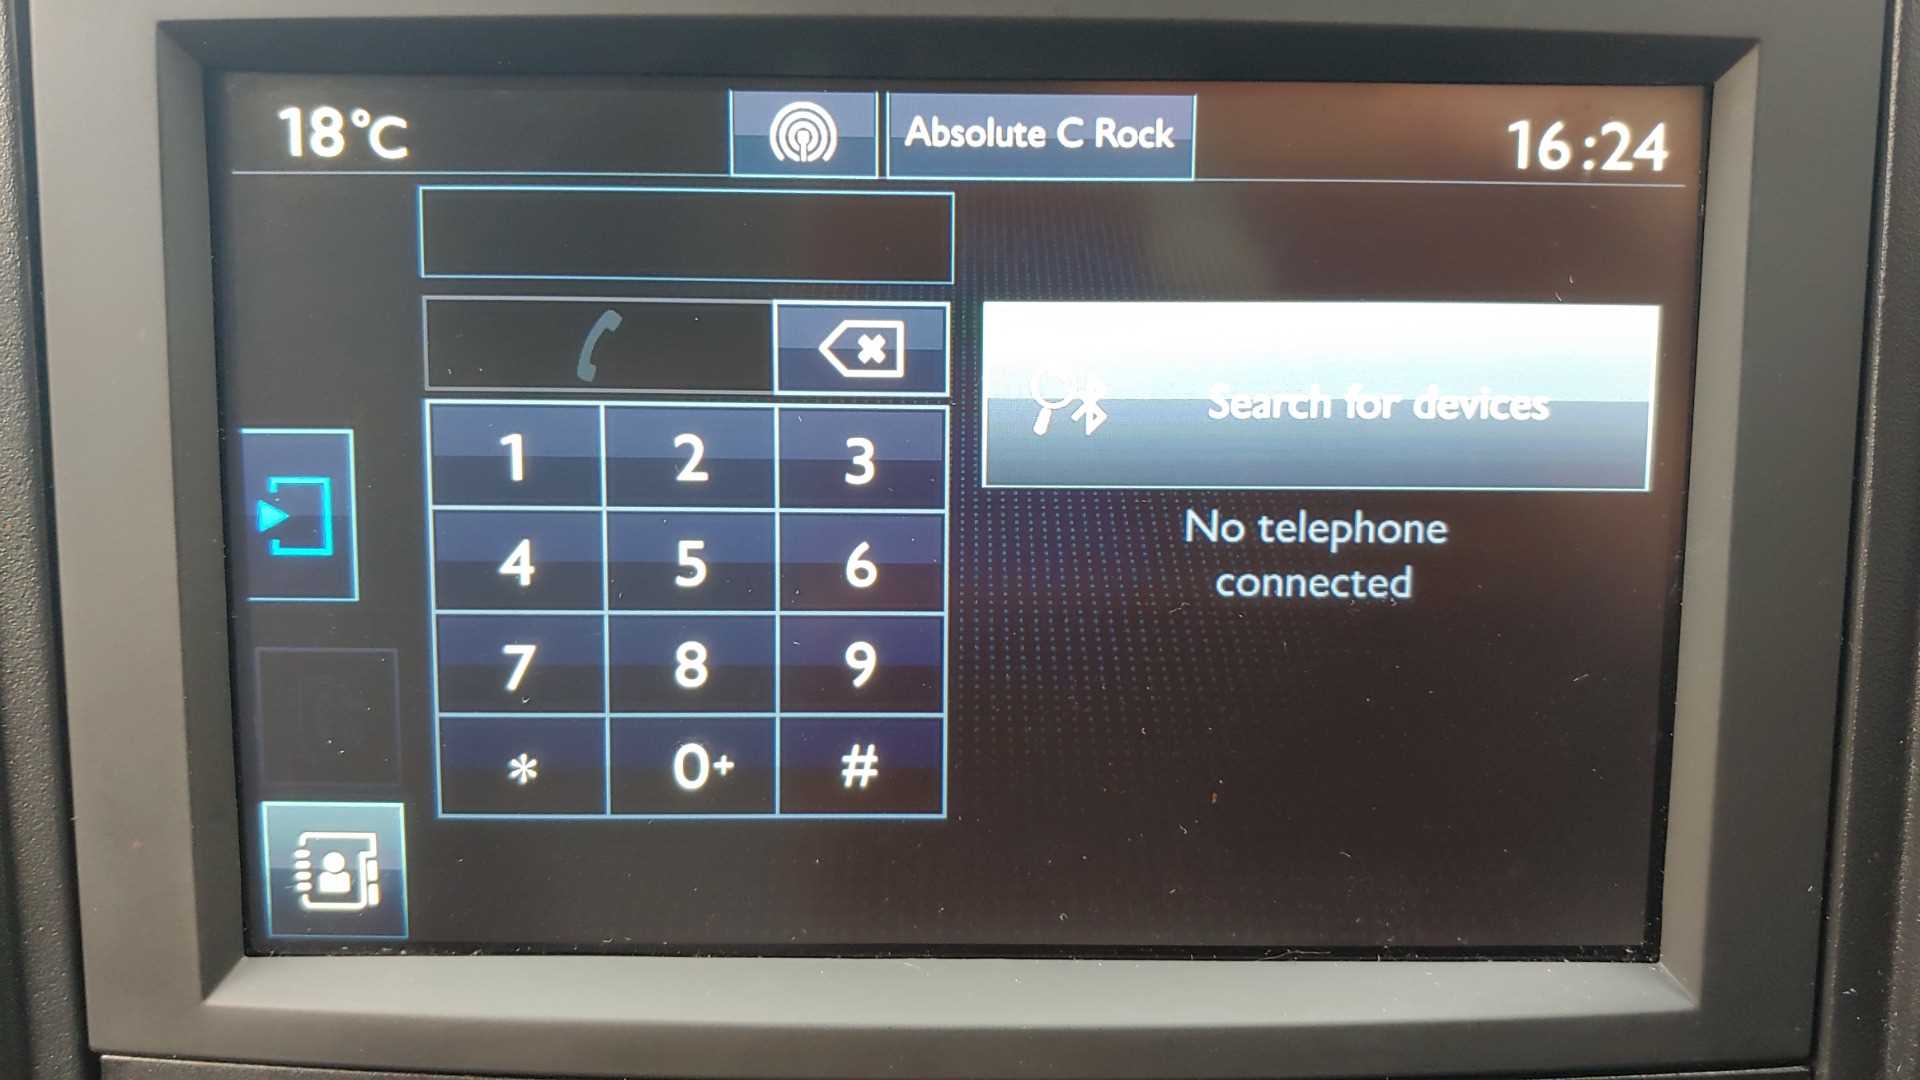 18°C
Absolute C Rock
16:24
Search for devices
No telephone
connected
1 2 3
4 5 6
7 8 9
* 0+ #